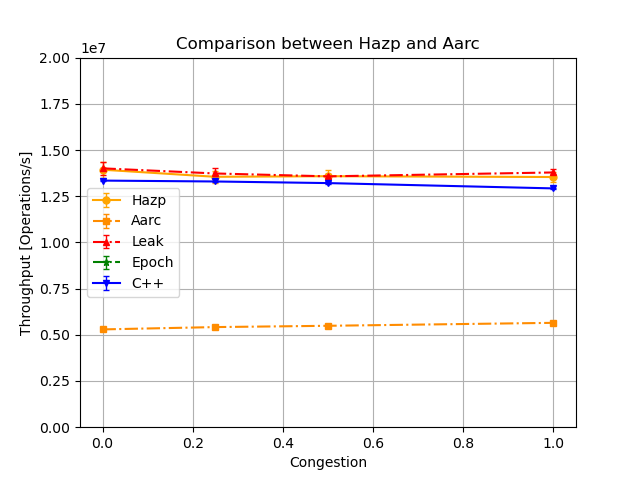 Comparison between Hazp and Aarc
1e7
2.00
1.75
1.50
1.25
1.00
0.75
0.50
0.25
0.00
Throughput [Operations/s]
Hazp
Aarc
Leak
Epoch
C++
0.0 0.2 0.4 0.6 0.8 1.0
Congestion